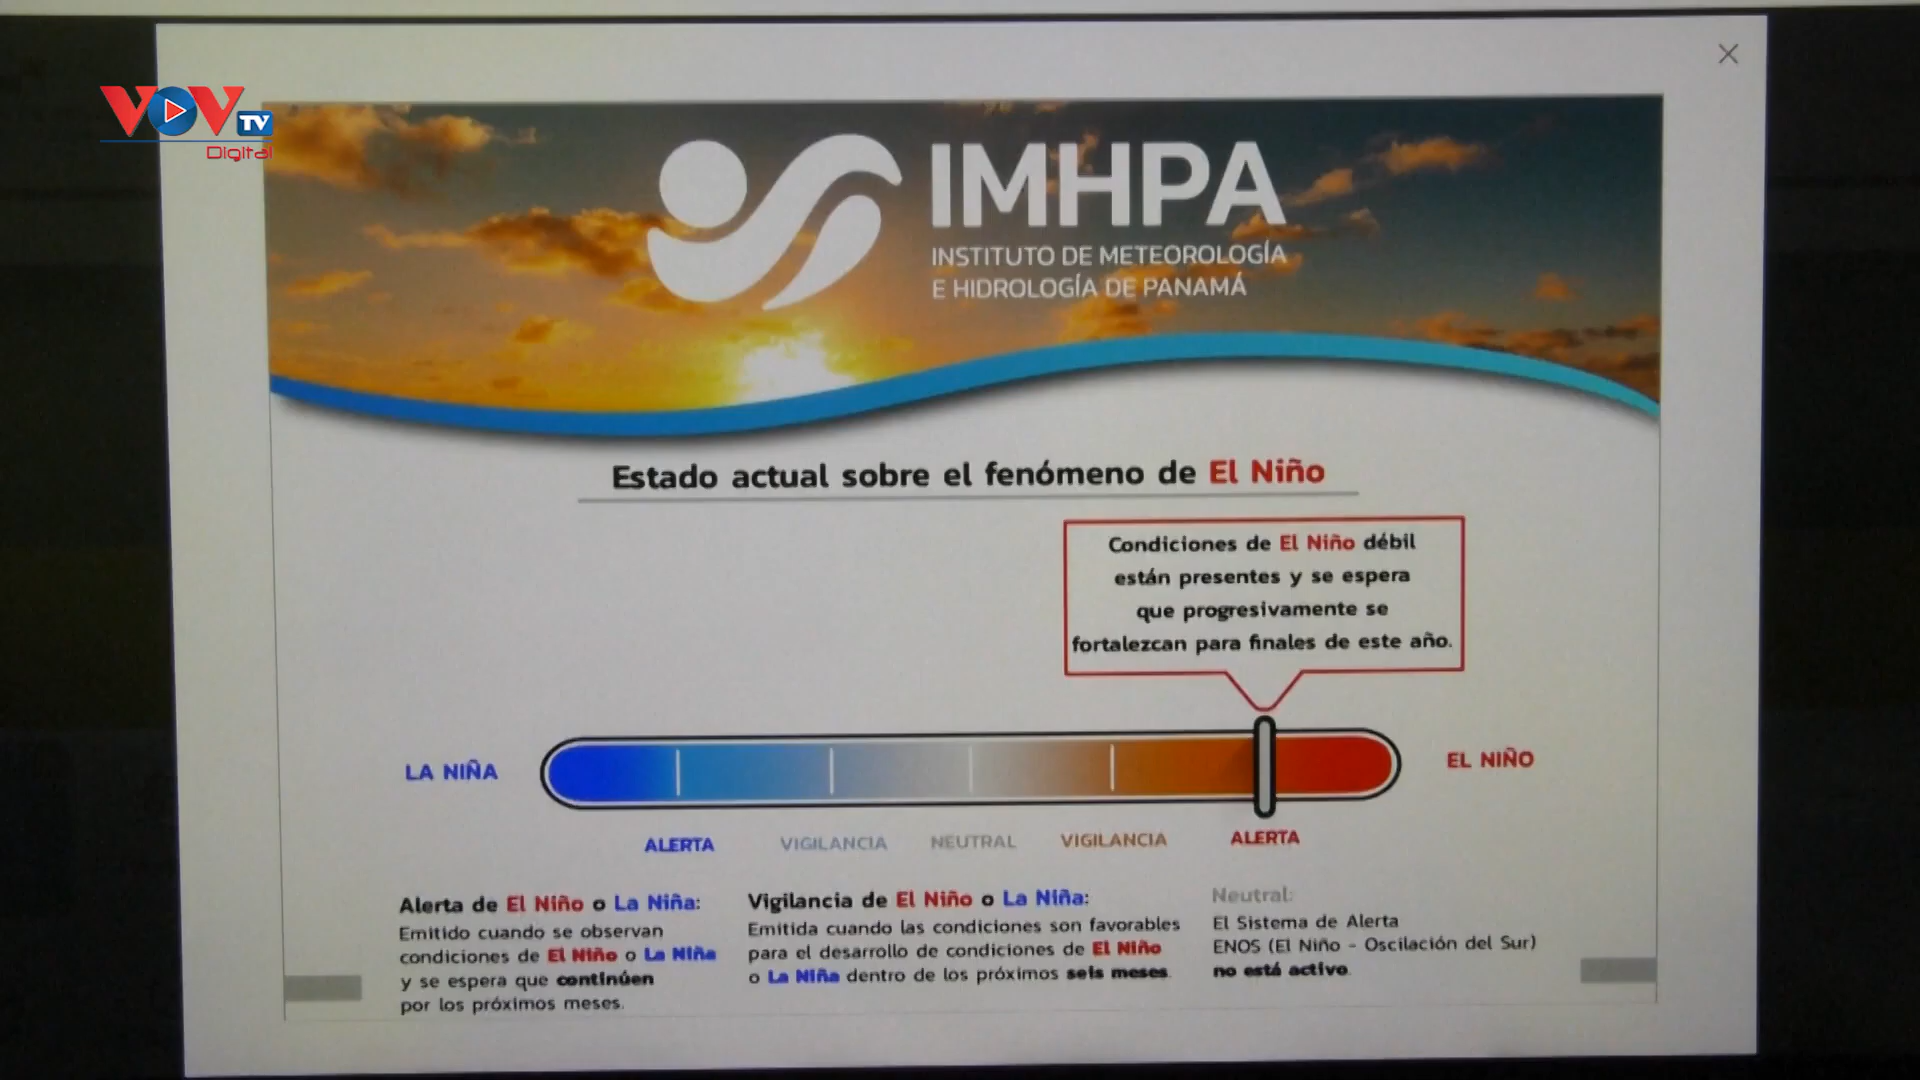 VOV TV
Digital
IMHPA
INSTITUTO DE METEOROLOGÍA
E HIDROLOGÍA DE PANAMÁ
Estado actual sobre el fenómeno de El Niño
Condiciones de El Niño débil
están presentes y se espera
que progresivamente se
fortalezcan para finales de este año.
LA NIÑA
EL NIÑO
ALERTA VIGILANCIA NEUTRAL VIGILANCIA ALERTA
Alerta de El Niño o La Niña:
Emitido cuando se observan
condiciones de El Niño o La Niña
y se espera que continúen
por los próximos meses.
Vigilancia de El Niño o La Niña:
Emitida cuando las condiciones son favorables
para el desarrollo de condiciones de El Niño
o La Niña dentro de los próximos seis meses.
Neutral:
El Sistema de Alerta
ENOS (El Niño - Oscilación del Sur)
no está activo.